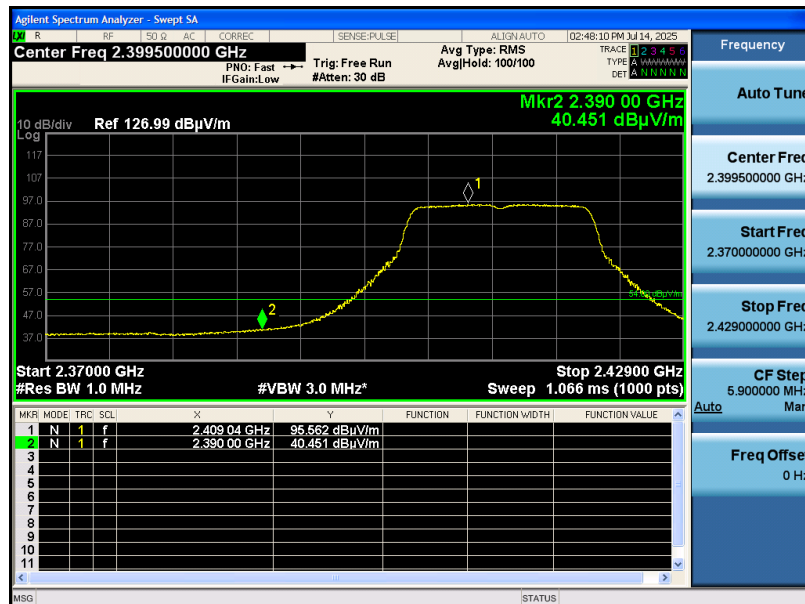 Agilent Spectrum Analyzer - Swept SA
LXI R RF 50 Ω AC CORREC SENSE:PULSE ALIGN AUTO 02:48:10 PM Jul 14, 2025
Center Freq 2.399500000 GHz
PNO: Fast
IFGain:Low
Trig: Free Run
#Atten: 30 dB
Avg Type: RMS
Avg|Hold: 100/100
TRACE 1 2 3 4 5 6
TYPE A WWWWW
DET A N N N N N
Mkr2 2.390 00 GHz
40.451 dBµV/m
10 dB/div Ref 126.99 dBµV/m
Log
117
107
97.0
87.0
77.0
67.0
57.0
47.0
37.0
1
2
Start 2.37000 GHz Stop 2.42900 GHz
#Res BW 1.0 MHz #VBW 3.0 MHz* Sweep 1.066 ms (1000 pts)
MKR MODE TRC SCL X Y FUNCTION FUNCTION WIDTH FUNCTION VALUE
1 N 1 f 2.409 04 GHz 95.562 dBµV/m
2 N 1 f 2.390 00 GHz 40.451 dBµV/m
3
4
5
6
7
8
9
10
11
MSG STATUS
Frequency
Auto Tune
Center Freq
2.399500000 GHz
Start Freq
2.370000000 GHz
Stop Freq
2.429000000 GHz
CF Step
5.900000 MHz
Auto Man
Freq Offset
0 Hz